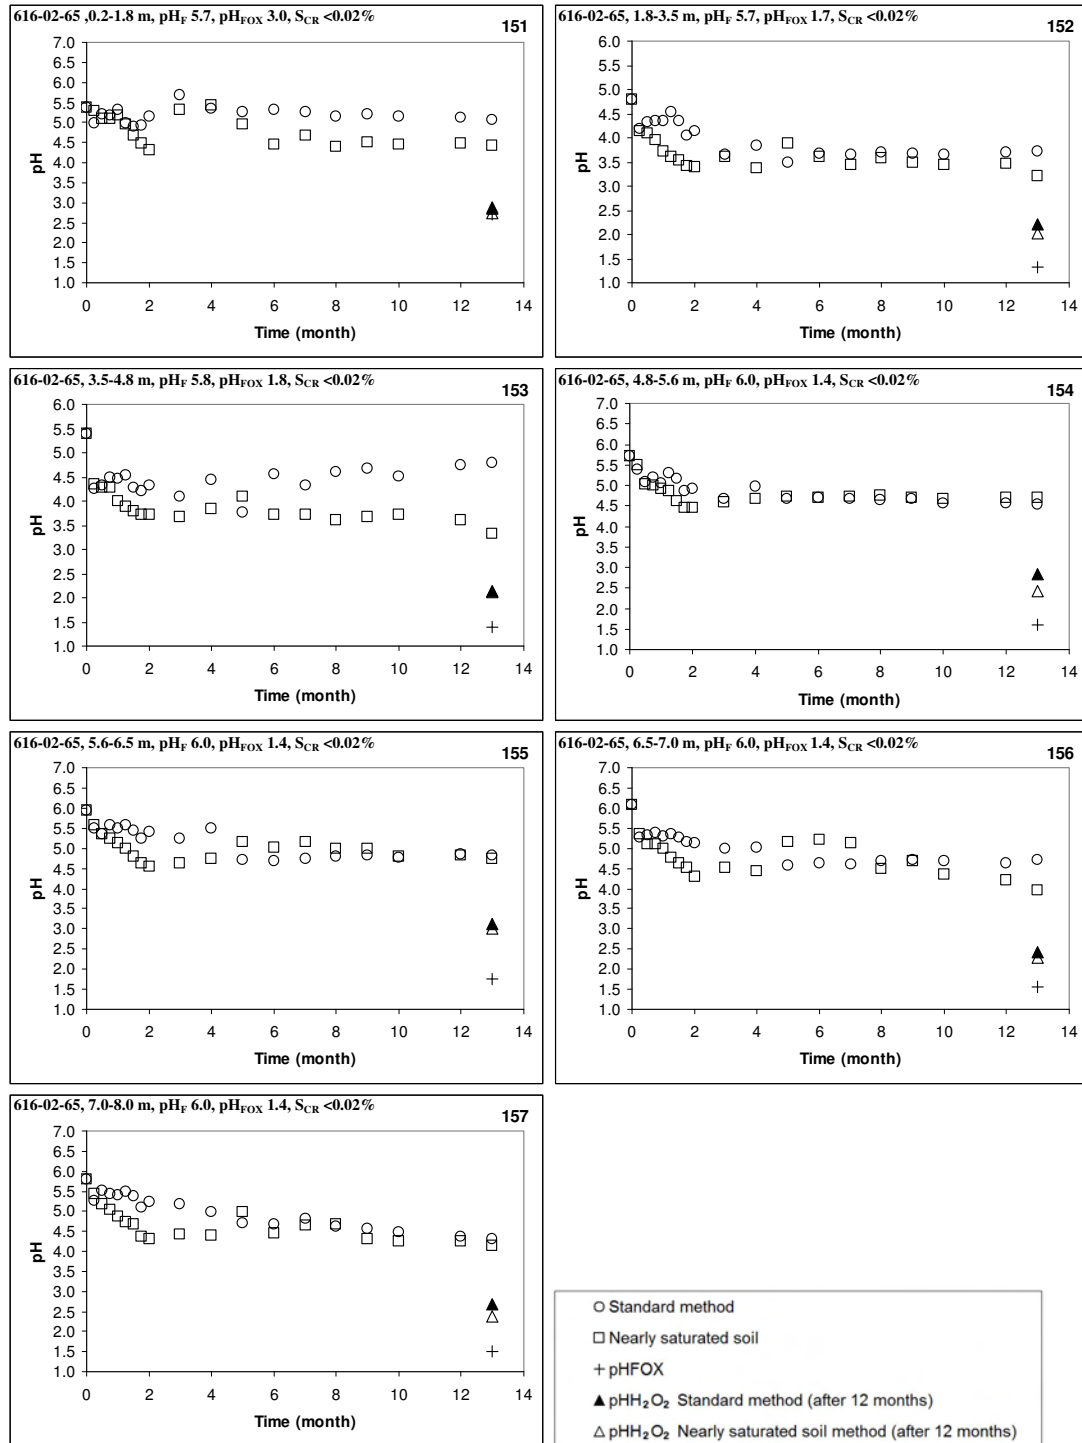 616-02-65 ,0.2-1.8 m, pHF 5.7, pHFOX 3.0, SCR <0.02%
151
7.0
6.5
6.0
5.5
5.0
4.5
4.0
3.5
3.0
2.5
2.0
1.5
1.0
pH
0 2 4 6 8 10 12 14
Time (month)
616-02-65, 1.8-3.5 m, pHF 5.7, pHFOX 1.7, SCR <0.02%
152
6.0
5.5
5.0
4.5
4.0
3.5
3.0
2.5
2.0
1.5
1.0
pH
0 2 4 6 8 10 12 14
Time (month)
616-02-65, 3.5-4.8 m, pHF 5.8, pHFOX 1.8, SCR <0.02%
153
6.0
5.5
5.0
4.5
4.0
3.5
3.0
2.5
2.0
1.5
1.0
pH
0 2 4 6 8 10 12 14
Time (month)
616-02-65, 4.8-5.6 m, pHF 6.0, pHFOX 1.4, SCR <0.02%
154
7.0
6.5
6.0
5.5
5.0
4.5
4.0
3.5
3.0
2.5
2.0
1.5
1.0
pH
0 2 4 6 8 10 12 14
Time (month)
616-02-65, 5.6-6.5 m, pHF 6.0, pHFOX 1.4, SCR <0.02%
155
7.0
6.5
6.0
5.5
5.0
4.5
4.0
3.5
3.0
2.5
2.0
1.5
1.0
pH
0 2 4 6 8 10 12 14
Time (month)
616-02-65, 6.5-7.0 m, pHF 6.0, pHFOX 1.4, SCR <0.02%
156
7.0
6.5
6.0
5.5
5.0
4.5
4.0
3.5
3.0
2.5
2.0
1.5
1.0
pH
0 2 4 6 8 10 12 14
Time (month)
616-02-65, 7.0-8.0 m, pHF 6.0, pHFOX 1.4, SCR <0.02%
157
7.0
6.5
6.0
5.5
5.0
4.5
4.0
3.5
3.0
2.5
2.0
1.5
1.0
pH
0 2 4 6 8 10 12 14
Time (month)
Standard method
Nearly saturated soil
pHFOX
pHH₂O₂ Standard method (after 12 months)
pHH₂O₂ Nearly saturated soil method (after 12 months)